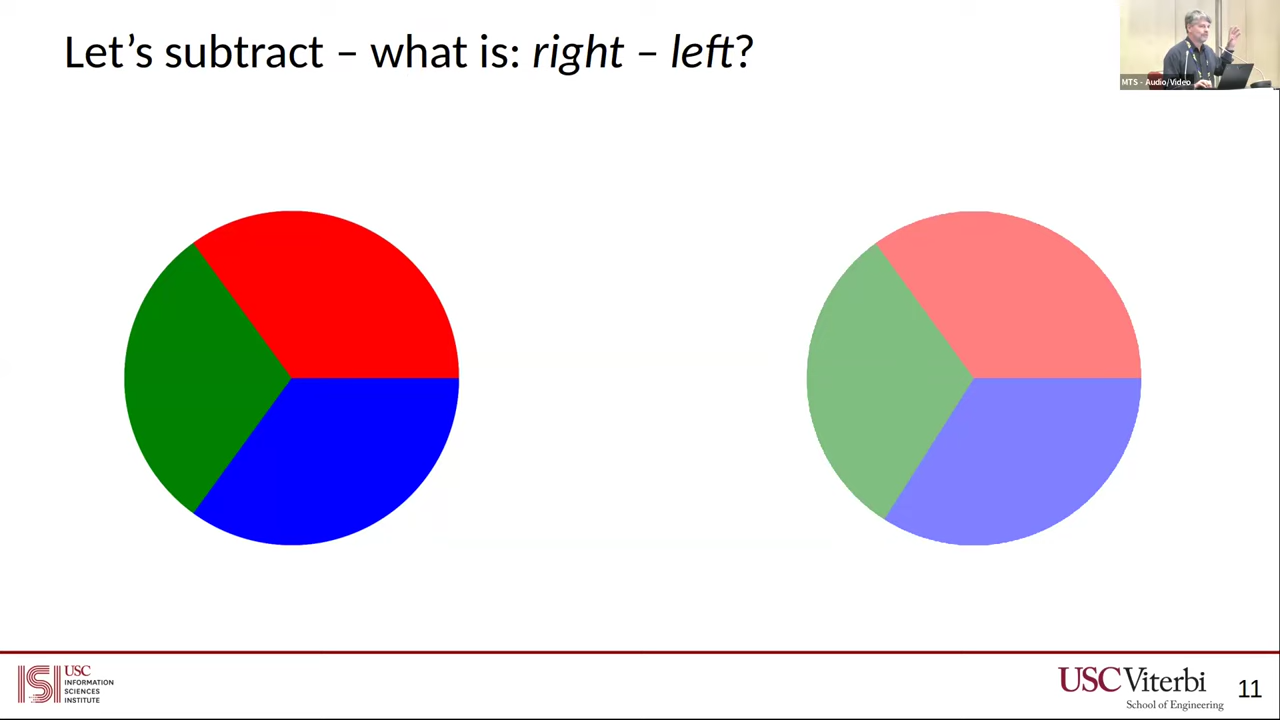 Let's subtract – what is: right – left?
MTS - Audio/Video
ISI
USC
INFORMATION
SCIENCES
INSTITUTE
USC Viterbi
School of Engineering
11